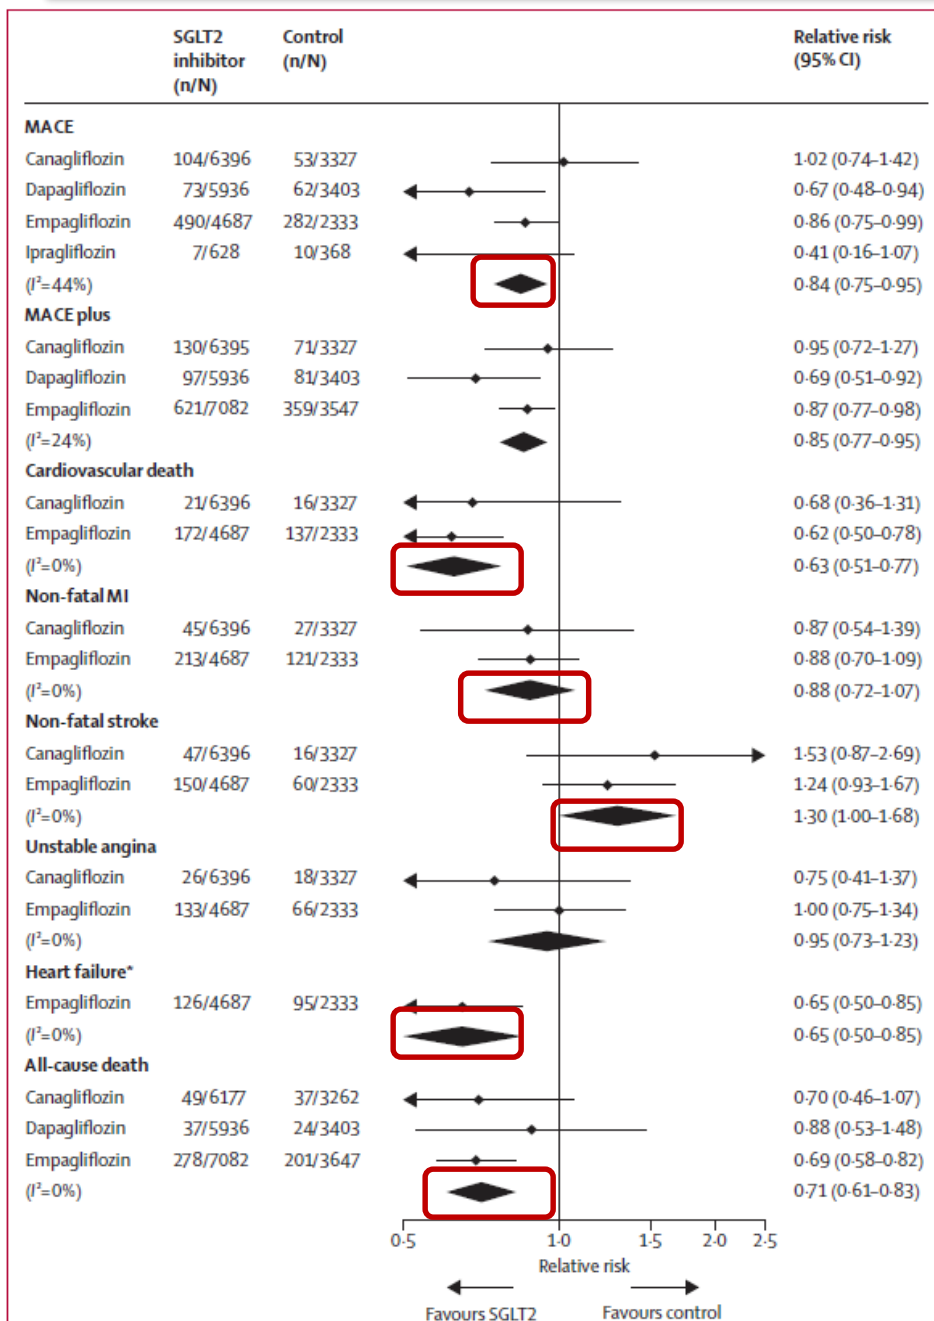 SGLT2 inhibitor (n/N) Control (n/N) Relative risk (95% CI)
MACE
Canagliflozin 104/6396 53/3327 1·02 (0·74–1·42)
Dapagliflozin 73/5936 62/3403 0·67 (0·48–0·94)
Empagliflozin 490/4687 282/2333 0·86 (0·75–0·99)
Ipragliflozin 7/628 10/368 0·41 (0·16–1·07)
(I²=44%) 0·84 (0·75–0·95)
MACE plus
Canagliflozin 130/6395 71/3327 0·95 (0·72–1·27)
Dapagliflozin 97/5936 81/3403 0·69 (0·51–0·92)
Empagliflozin 621/7082 359/3547 0·87 (0·77–0·98)
(I²=24%) 0·85 (0·77–0·95)
Cardiovascular death
Canagliflozin 21/6396 16/3327 0·68 (0·36–1·31)
Empagliflozin 172/4687 137/2333 0·62 (0·50–0·78)
(I²=0%) 0·63 (0·51–0·77)
Non-fatal MI
Canagliflozin 45/6396 27/3327 0·87 (0·54–1·39)
Empagliflozin 213/4687 121/2333 0·88 (0·70–1·09)
(I²=0%) 0·88 (0·72–1·07)
Non-fatal stroke
Canagliflozin 47/6396 16/3327 1·53 (0·87–2·69)
Empagliflozin 150/4687 60/2333 1·24 (0·93–1·67)
(I²=0%) 1·30 (1·00–1·68)
Unstable angina
Canagliflozin 26/6396 18/3327 0·75 (0·41–1·37)
Empagliflozin 133/4687 66/2333 1·00 (0·75–1·34)
(I²=0%) 0·95 (0·73–1·23)
Heart failure*
Empagliflozin 126/4687 95/2333 0·65 (0·50–0·85)
(I²=0%) 0·65 (0·50–0·85)
All-cause death
Canagliflozin 49/6177 37/3262 0·70 (0·46–1·07)
Dapagliflozin 37/5936 24/3403 0·88 (0·53–1·48)
Empagliflozin 278/7082 201/3647 0·69 (0·58–0·82)
(I²=0%) 0·71 (0·61–0·83)
0·5 1·0 1·5 2·0 2·5
Relative risk
Favours SGLT2 Favours control